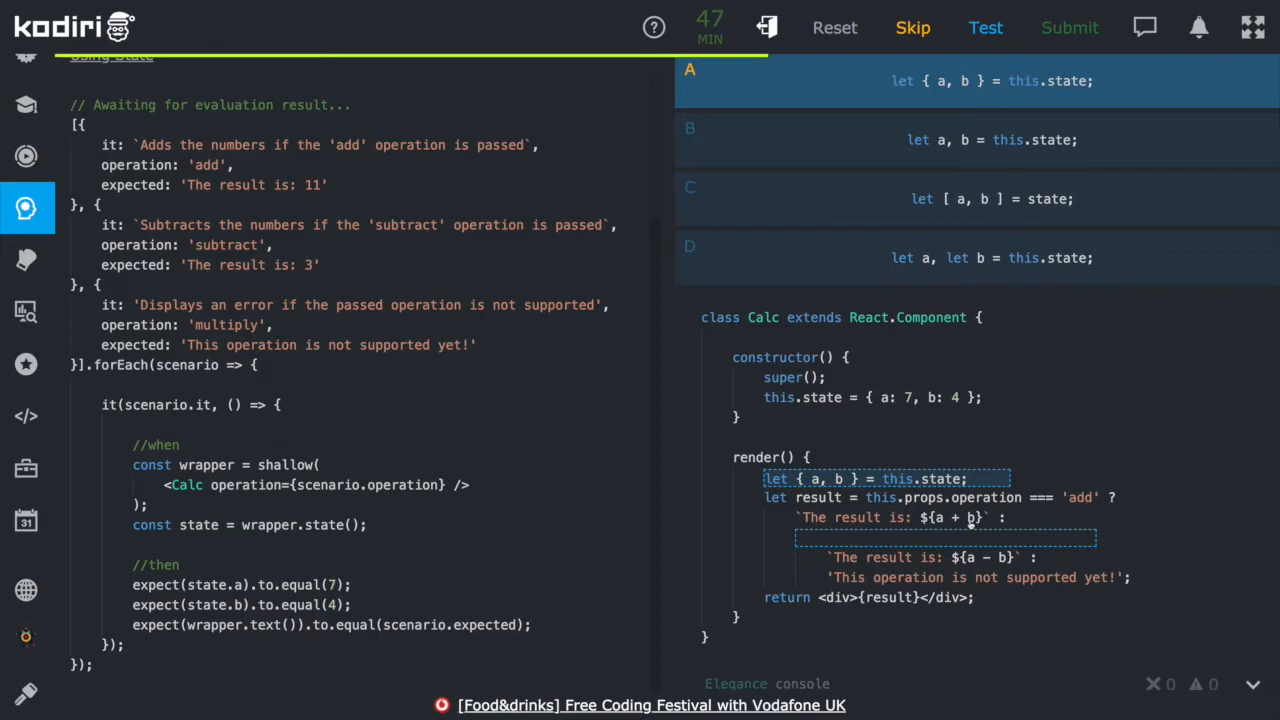 kodiri
?
47
MIN
Reset
Skip
Test
Submit
Using State
// Awaiting for evaluation result...
[{
it: `Adds the numbers if the 'add' operation is passed`,
operation: 'add',
expected: 'The result is: 11'
}, {
it: `Subtracts the numbers if the 'subtract' operation is passed`,
operation: 'subtract',
expected: 'The result is: 3'
}, {
it: 'Displays an error if the passed operation is not supported',
operation: 'multiply',
expected: 'This operation is not supported yet!'
}].forEach(scenario => {
it(scenario.it, () => {
//when
const wrapper = shallow(
<Calc operation={scenario.operation} />
);
const state = wrapper.state();
//then
expect(state.a).to.equal(7);
expect(state.b).to.equal(4);
expect(wrapper.text()).to.equal(scenario.expected);
});
});
A
let { a, b } = this.state;
B
let a, b = this.state;
C
let [ a, b ] = state;
D
let a, let b = this.state;
class Calc extends React.Component {
constructor() {
super();
this.state = { a: 7, b: 4 };
}
render() {
let { a, b } = this.state;
let result = this.props.operation === 'add' ?
`The result is: ${a + b}` :
`The result is: ${a − b}` :
'This operation is not supported yet!';
return <div>{result}</div>;
}
}
Elegance console
0
0
31
</>
[Food&drinks] Free Coding Festival with Vodafone UK